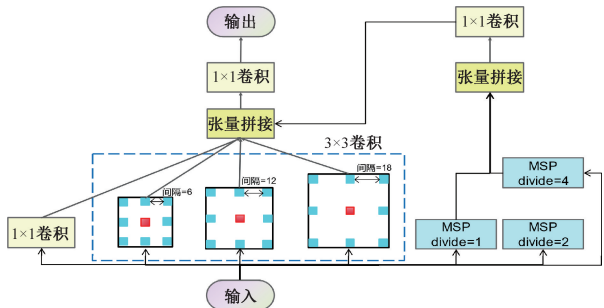 输出
1×1卷积
1×1卷积
张量拼接
张量拼接
3×3卷积
间隔=6
间隔=12
间隔=18
MSP
divide=4
1×1卷积
MSP
divide=1
MSP
divide=2
输入